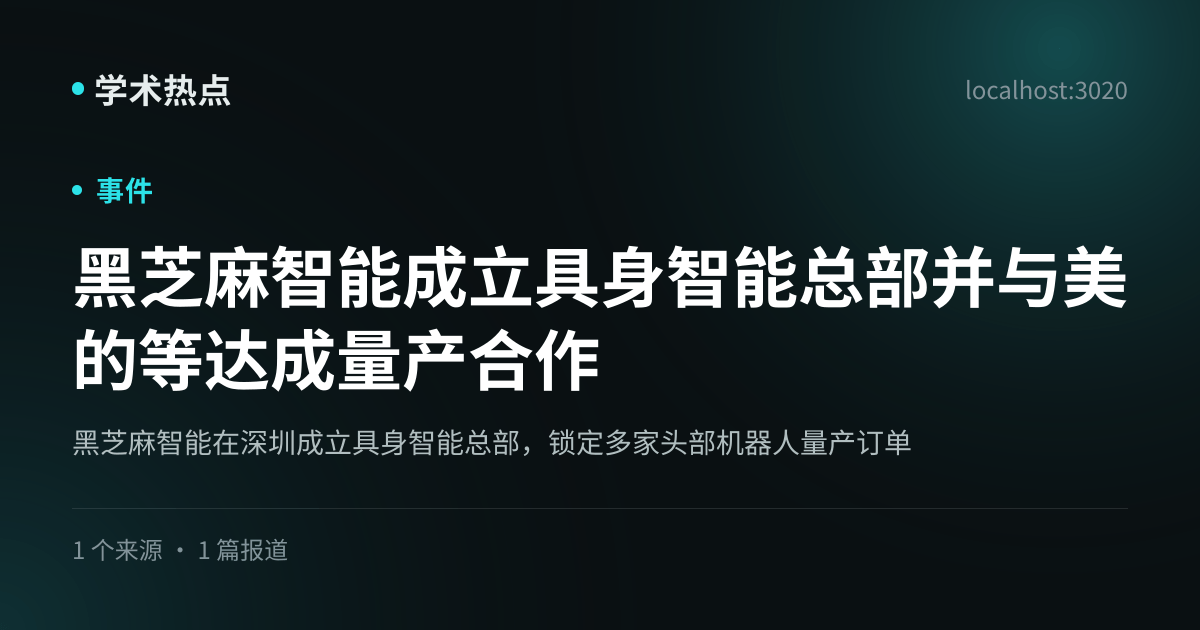 学术热点
localhost:3020
事件
黑芝麻智能成立具身智能总部并与美
的等达成量产合作
黑芝麻智能在深圳成立具身智能总部，锁定多家头部机器人量产订单
1 个来源 · 1 篇报道